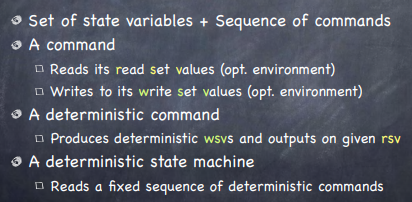 Set of state variables + Sequence of commands
A command
Reads its read set values (opt. environment)
Writes to its write set values (opt. environment)
A deterministic command
Produces deterministic wsvs and outputs on given rsv
A deterministic state machine
Reads a fixed sequence of deterministic commands